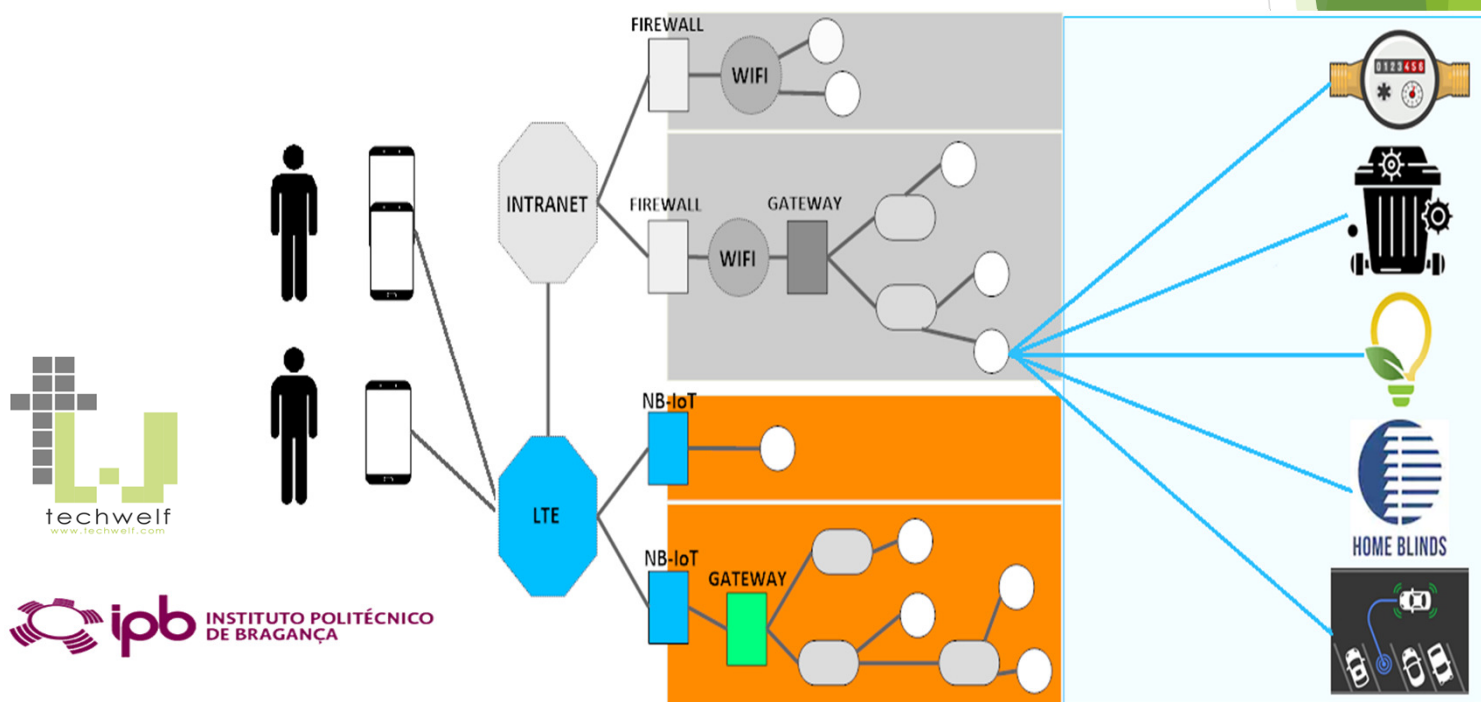 FIREWALL
WIFI
INTRANET
FIREWALL
GATEWAY
WIFI
NB-IoT
LTE
NB-IoT
GATEWAY
0123456
HOME BLINDS
techwelf
www.techwelf.com
ipb
INSTITUTO POLITÉCNICO
DE BRAGANÇA